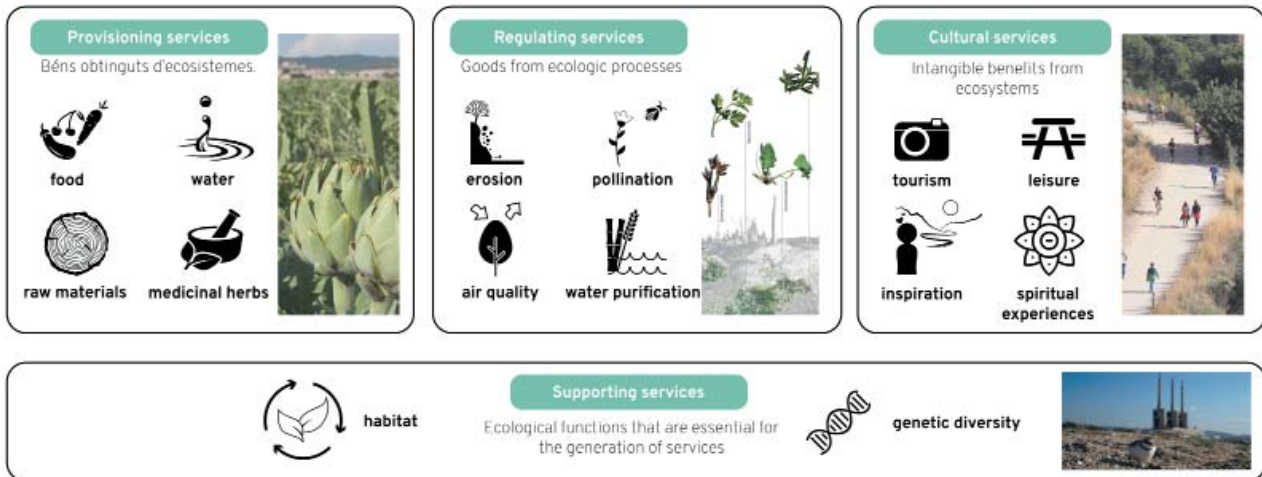 Provisioning services
Béns obtinguts d'ecosistemes.
food
water
raw materials
medicinal herbs
Regulating services
Goods from ecologic processes
erosion
pollination
air quality
water purification
Cultural services
Intangible benefits from
ecosystems
tourism
leisure
inspiration
spiritual
experiences
Supporting services
habitat
Ecological functions that are essential for
the generation of services
genetic diversity